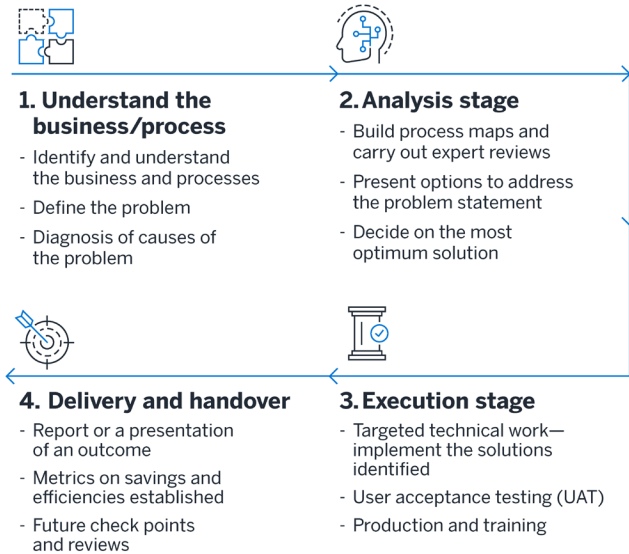 1. Understand the
business/process
- Identify and understand
the business and processes
- Define the problem
- Diagnosis of causes of
the problem
2. Analysis stage
- Build process maps and
carry out expert reviews
- Present options to address
the problem statement
- Decide on the most
optimum solution
3. Execution stage
- Targeted technical work—
implement the solutions
identified
- User acceptance testing (UAT)
- Production and training
4. Delivery and handover
- Report or a presentation
of an outcome
- Metrics on savings and
efficiencies established
- Future check points
and reviews